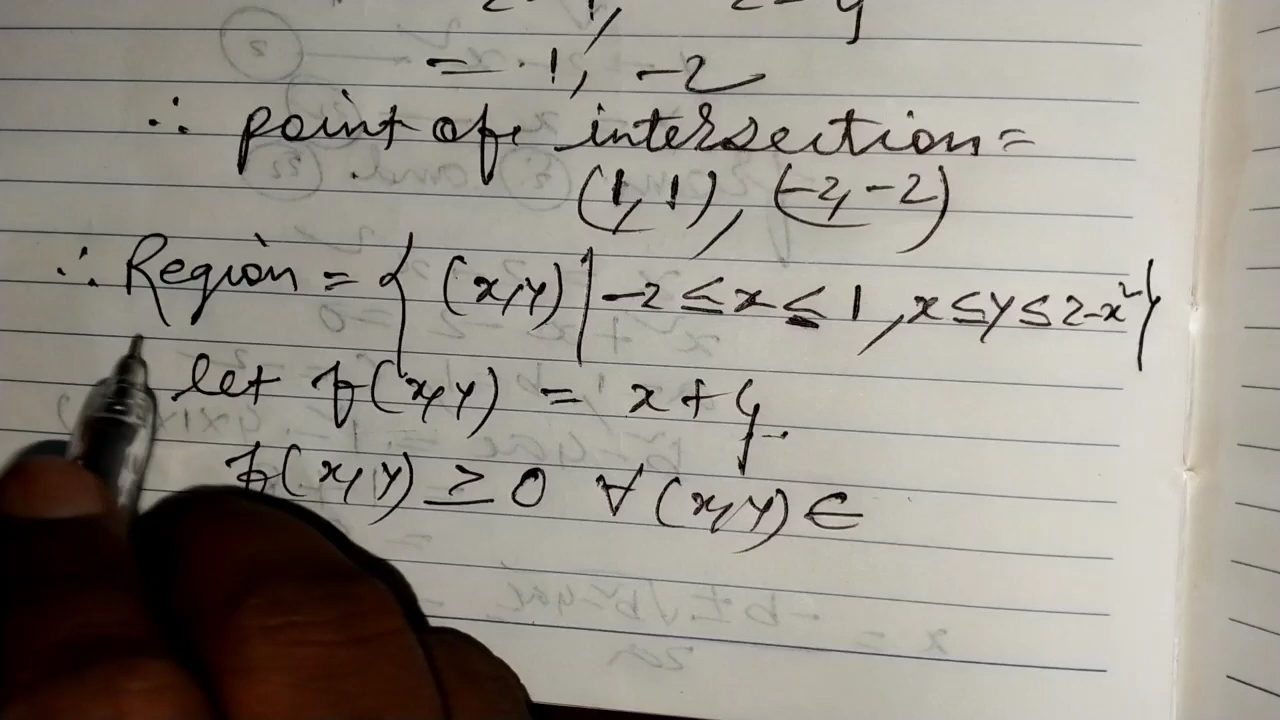 = 1, -2
∴ point of intersection =
(1,1), (-2,-2)
∴ Region = { (x,y) | -2 ≤ x ≤ 1, x ≤ y ≤ 2-x² }
let f(x,y) = x+y
f(x,y) ≥ 0 ∀ (x,y) ∈